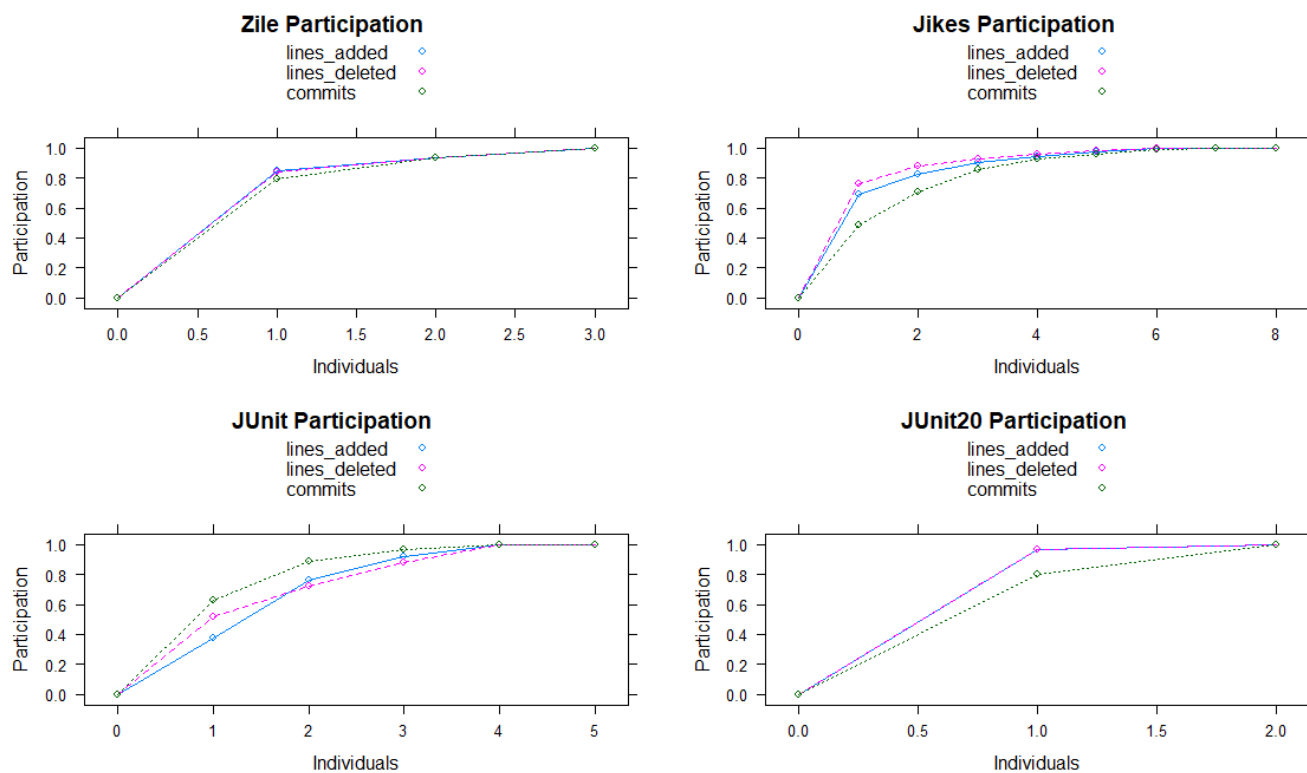 Zile Participation
lines_added
lines_deleted
commits
Participation
1.0
0.8
0.6
0.4
0.2
0.0
0.0 0.5 1.0 1.5 2.0 2.5 3.0
Individuals
Jikes Participation
lines_added
lines_deleted
commits
Participation
1.0
0.8
0.6
0.4
0.2
0.0
0 2 4 6 8
Individuals
JUnit Participation
lines_added
lines_deleted
commits
Participation
1.0
0.8
0.6
0.4
0.2
0.0
0 1 2 3 4 5
Individuals
JUnit20 Participation
lines_added
lines_deleted
commits
Participation
1.0
0.8
0.6
0.4
0.2
0.0
0.0 0.5 1.0 1.5 2.0
Individuals